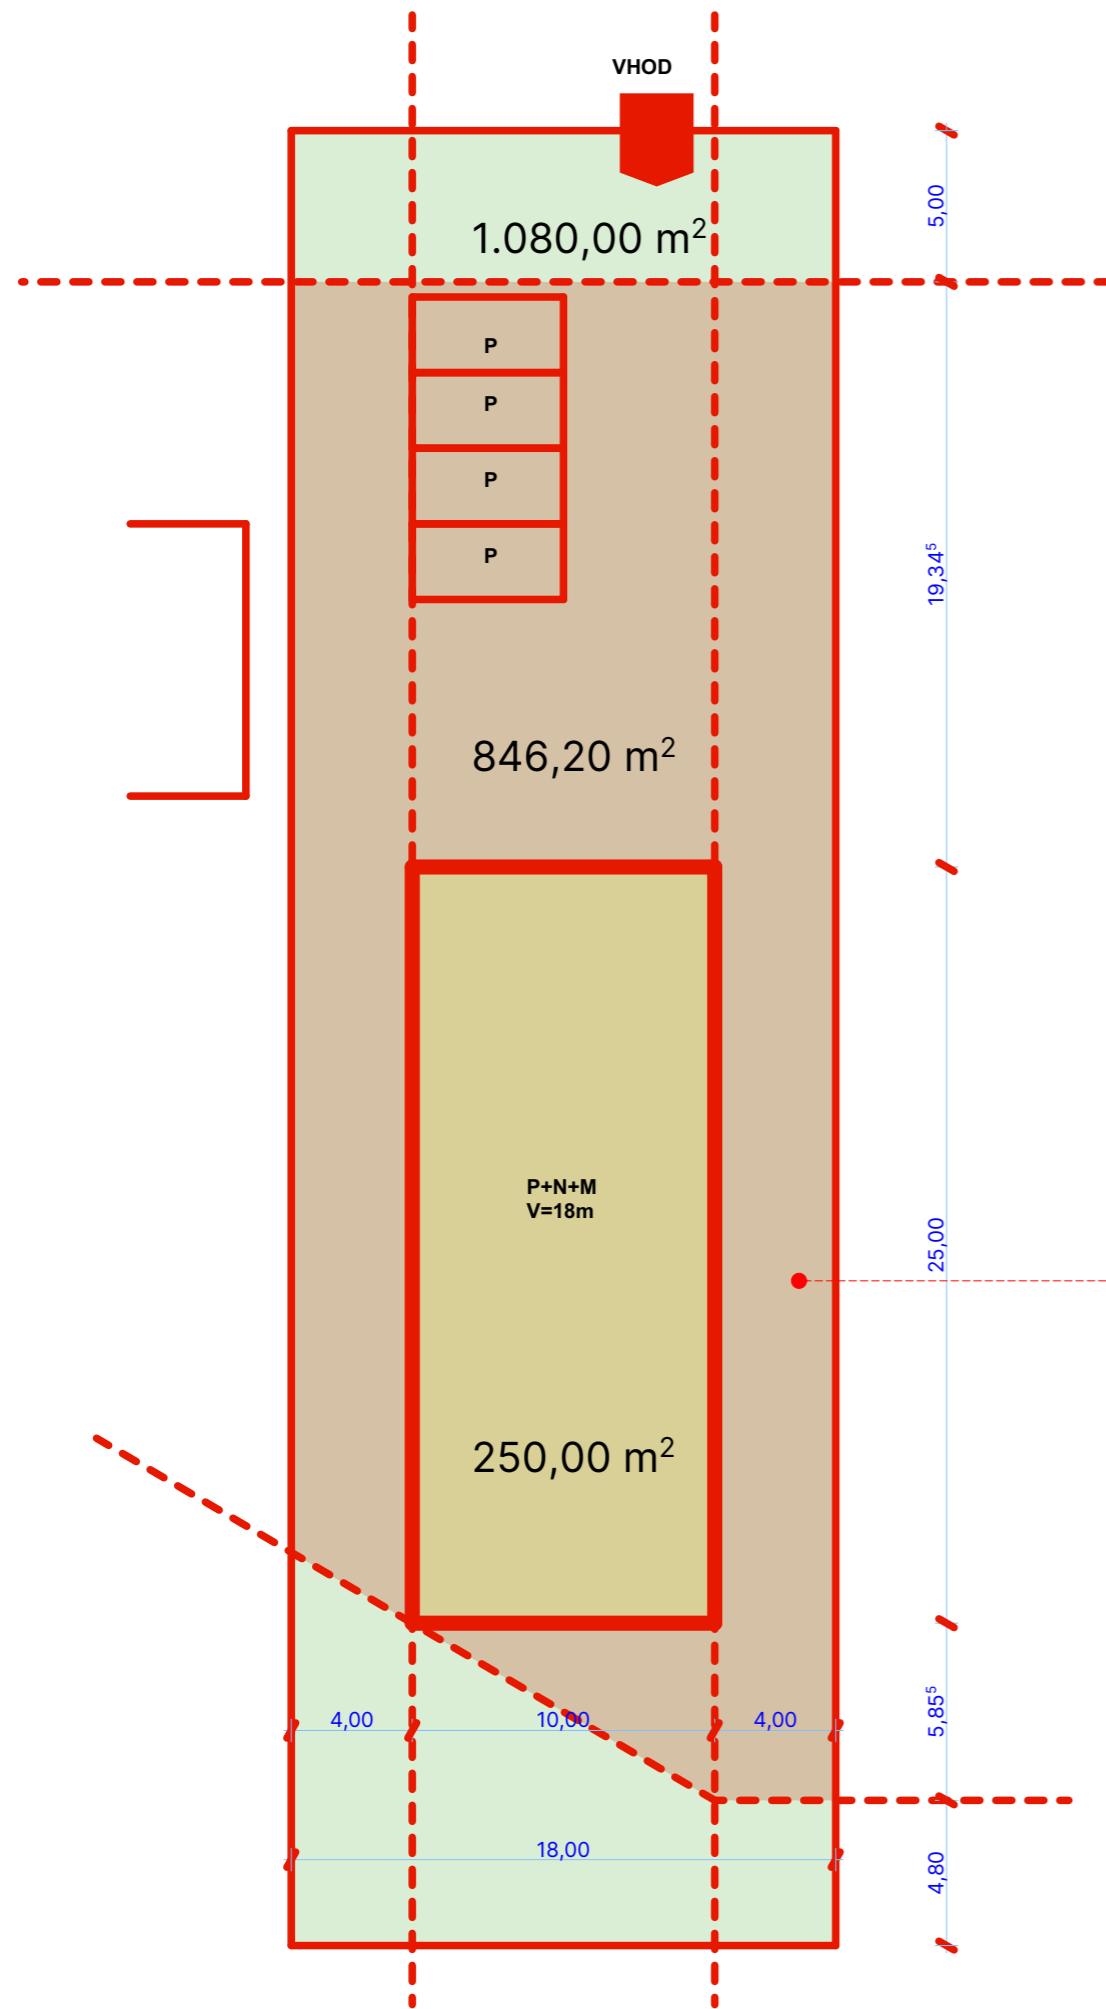 VHOD
5,00
1.080,00 m²
P
P
P
P
19,34⁵
846,20 m²
P+N+M
V=18m
25,00
250,00 m²
5,85⁵
4,00
10,00
4,00
18,00
4,80